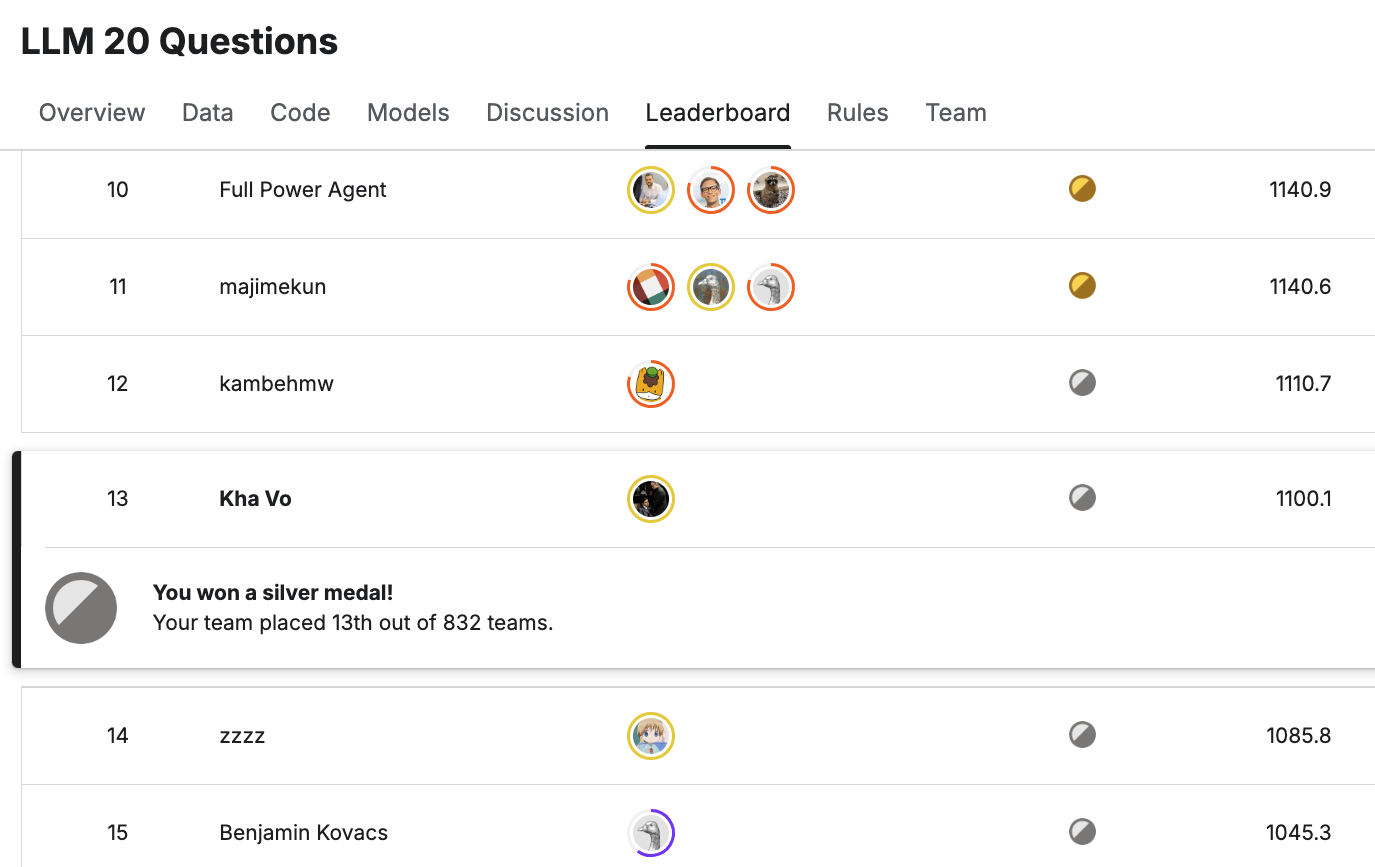 LLM 20 Questions
Overview Data Code Models Discussion Leaderboard Rules Team
10 Full Power Agent 1140.9
11 majimekun 1140.6
12 kambehmw 1110.7
13 Kha Vo 1100.1
You won a silver medal!
Your team placed 13th out of 832 teams.
14 zzzz 1085.8
15 Benjamin Kovacs 1045.3